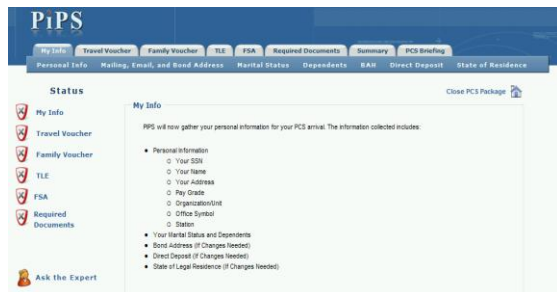 PiPS
My Info Travel Voucher Family Voucher TLE FSA Required Documents Summary PCS Briefing
Personal Info Mailing, Email, and Bond Address Marital Status Dependents BAH Direct Deposit State of Residence
Status
Close PCS Package
My Info
Travel Voucher
Family Voucher
TLE
FSA
Required
Documents
Ask the Expert
My Info
PIPS will now gather your personal information for your PCS arrival. The information collected includes:
Personal Information
Your SSN
Your Name
Your Address
Pay Grade
Organization/Unit
Office Symbol
Station
Your Marital Status and Dependents
Bond Address (If Changes Needed)
Direct Deposit (If Changes Needed)
State of Legal Residence (If Changes Needed)